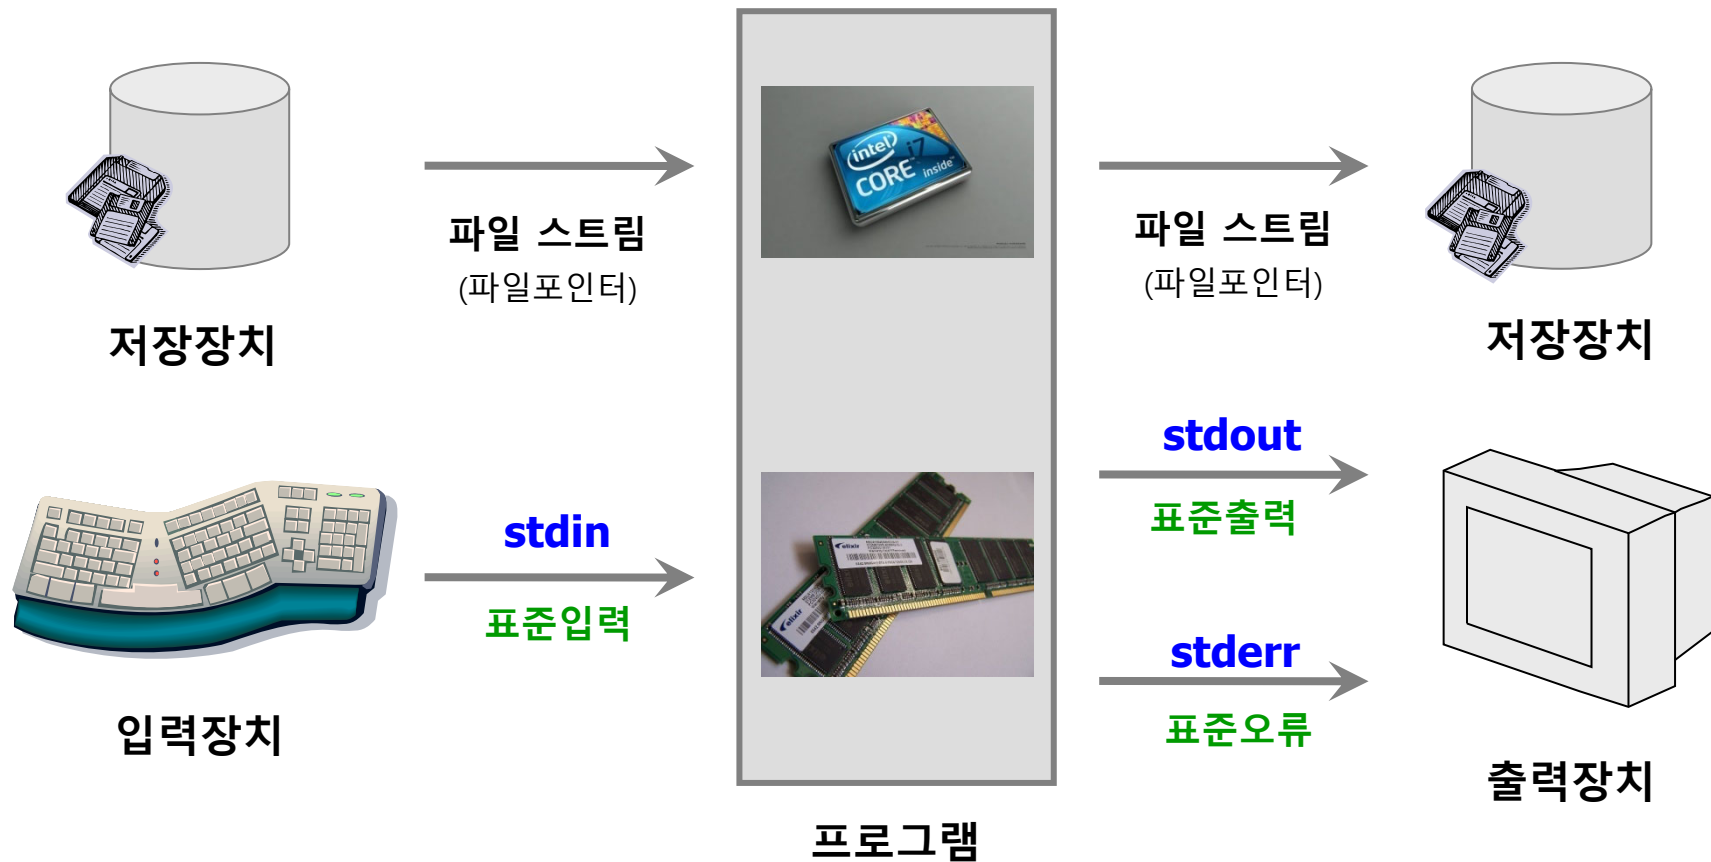 파일 스트림
(파일포인터)
저장장치
stdin
표준입력
입력장치
intel
CORE i7
inside
elixir
elixir
프로그램
파일 스트림
(파일포인터)
저장장치
stdout
표준출력
stderr
표준오류
출력장치